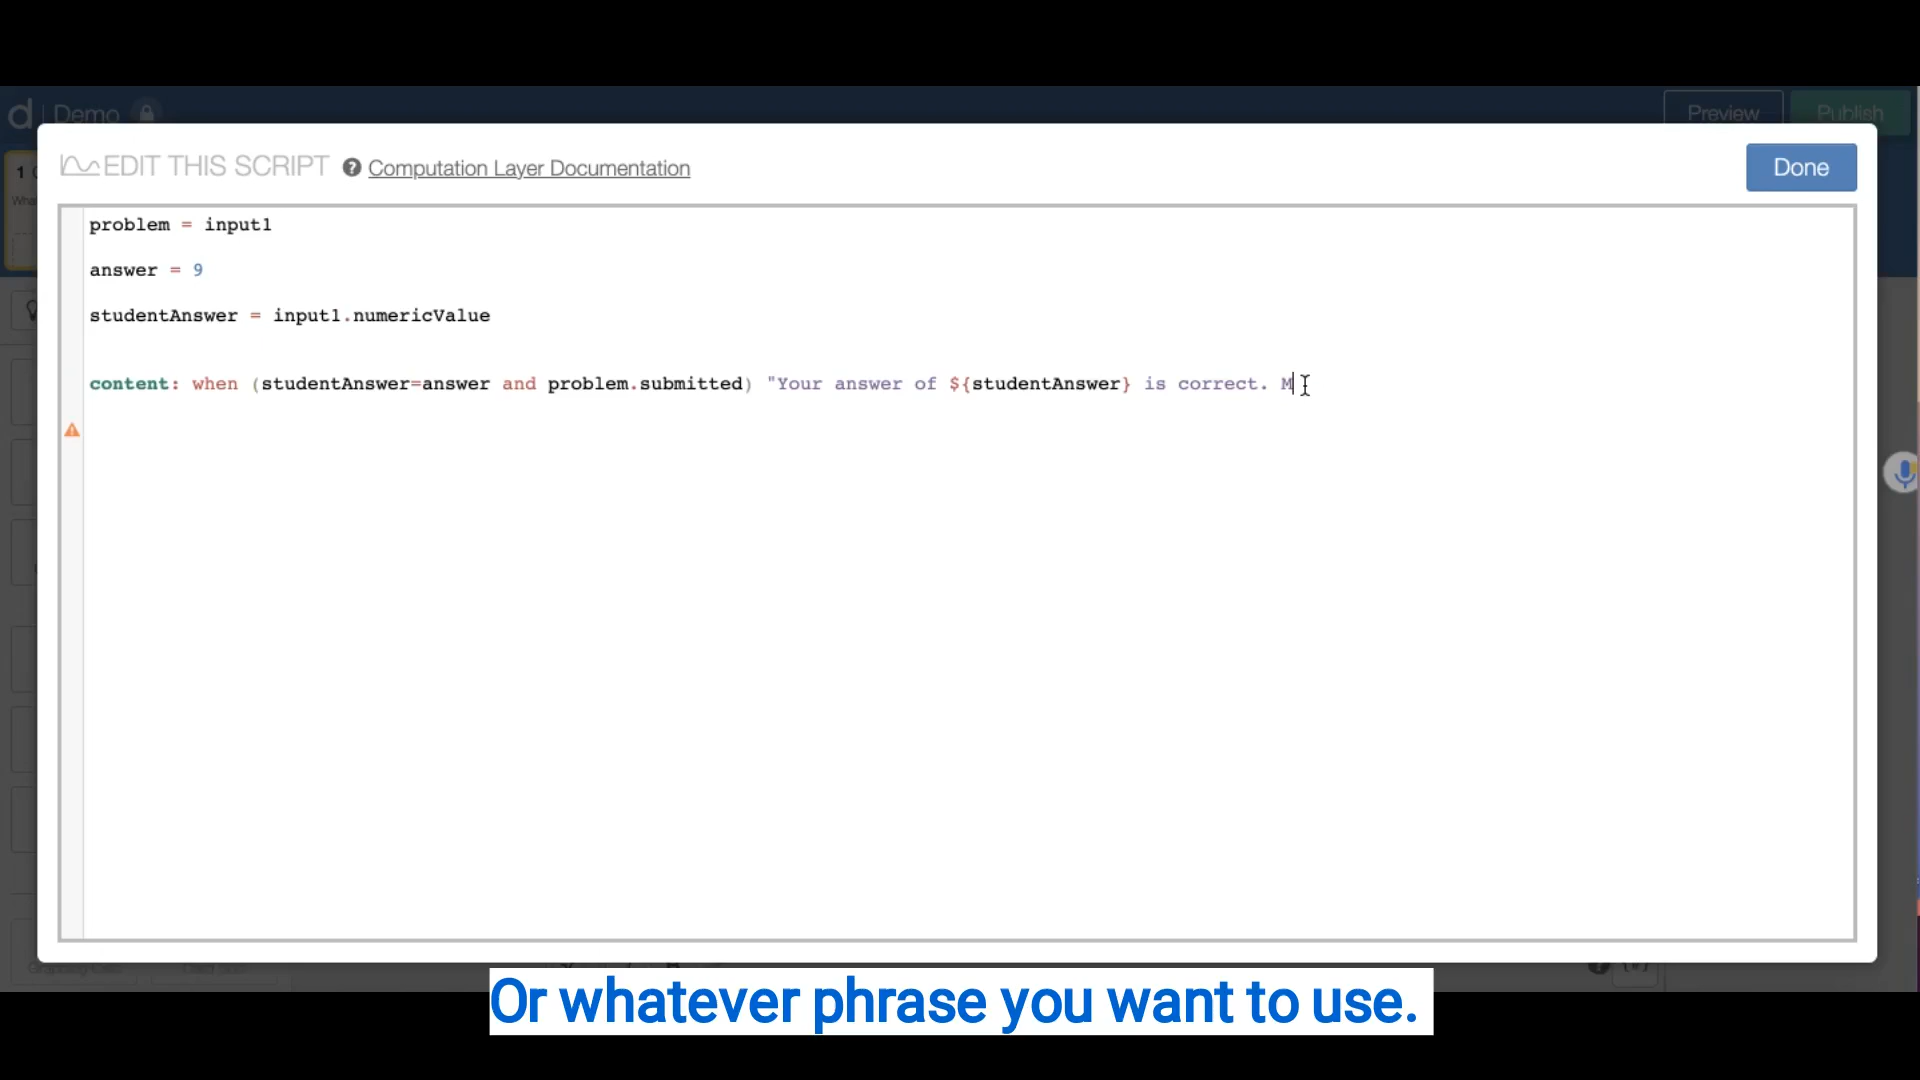 d | Demo
Preview
Publish
EDIT THIS SCRIPT ? Computation Layer Documentation
Done
1
problem = input1
answer = 9
studentAnswer = input1.numericValue
content: when (studentAnswer=answer and problem.submitted) "Your answer of ${studentAnswer} is correct. M
Or whatever phrase you want to use.